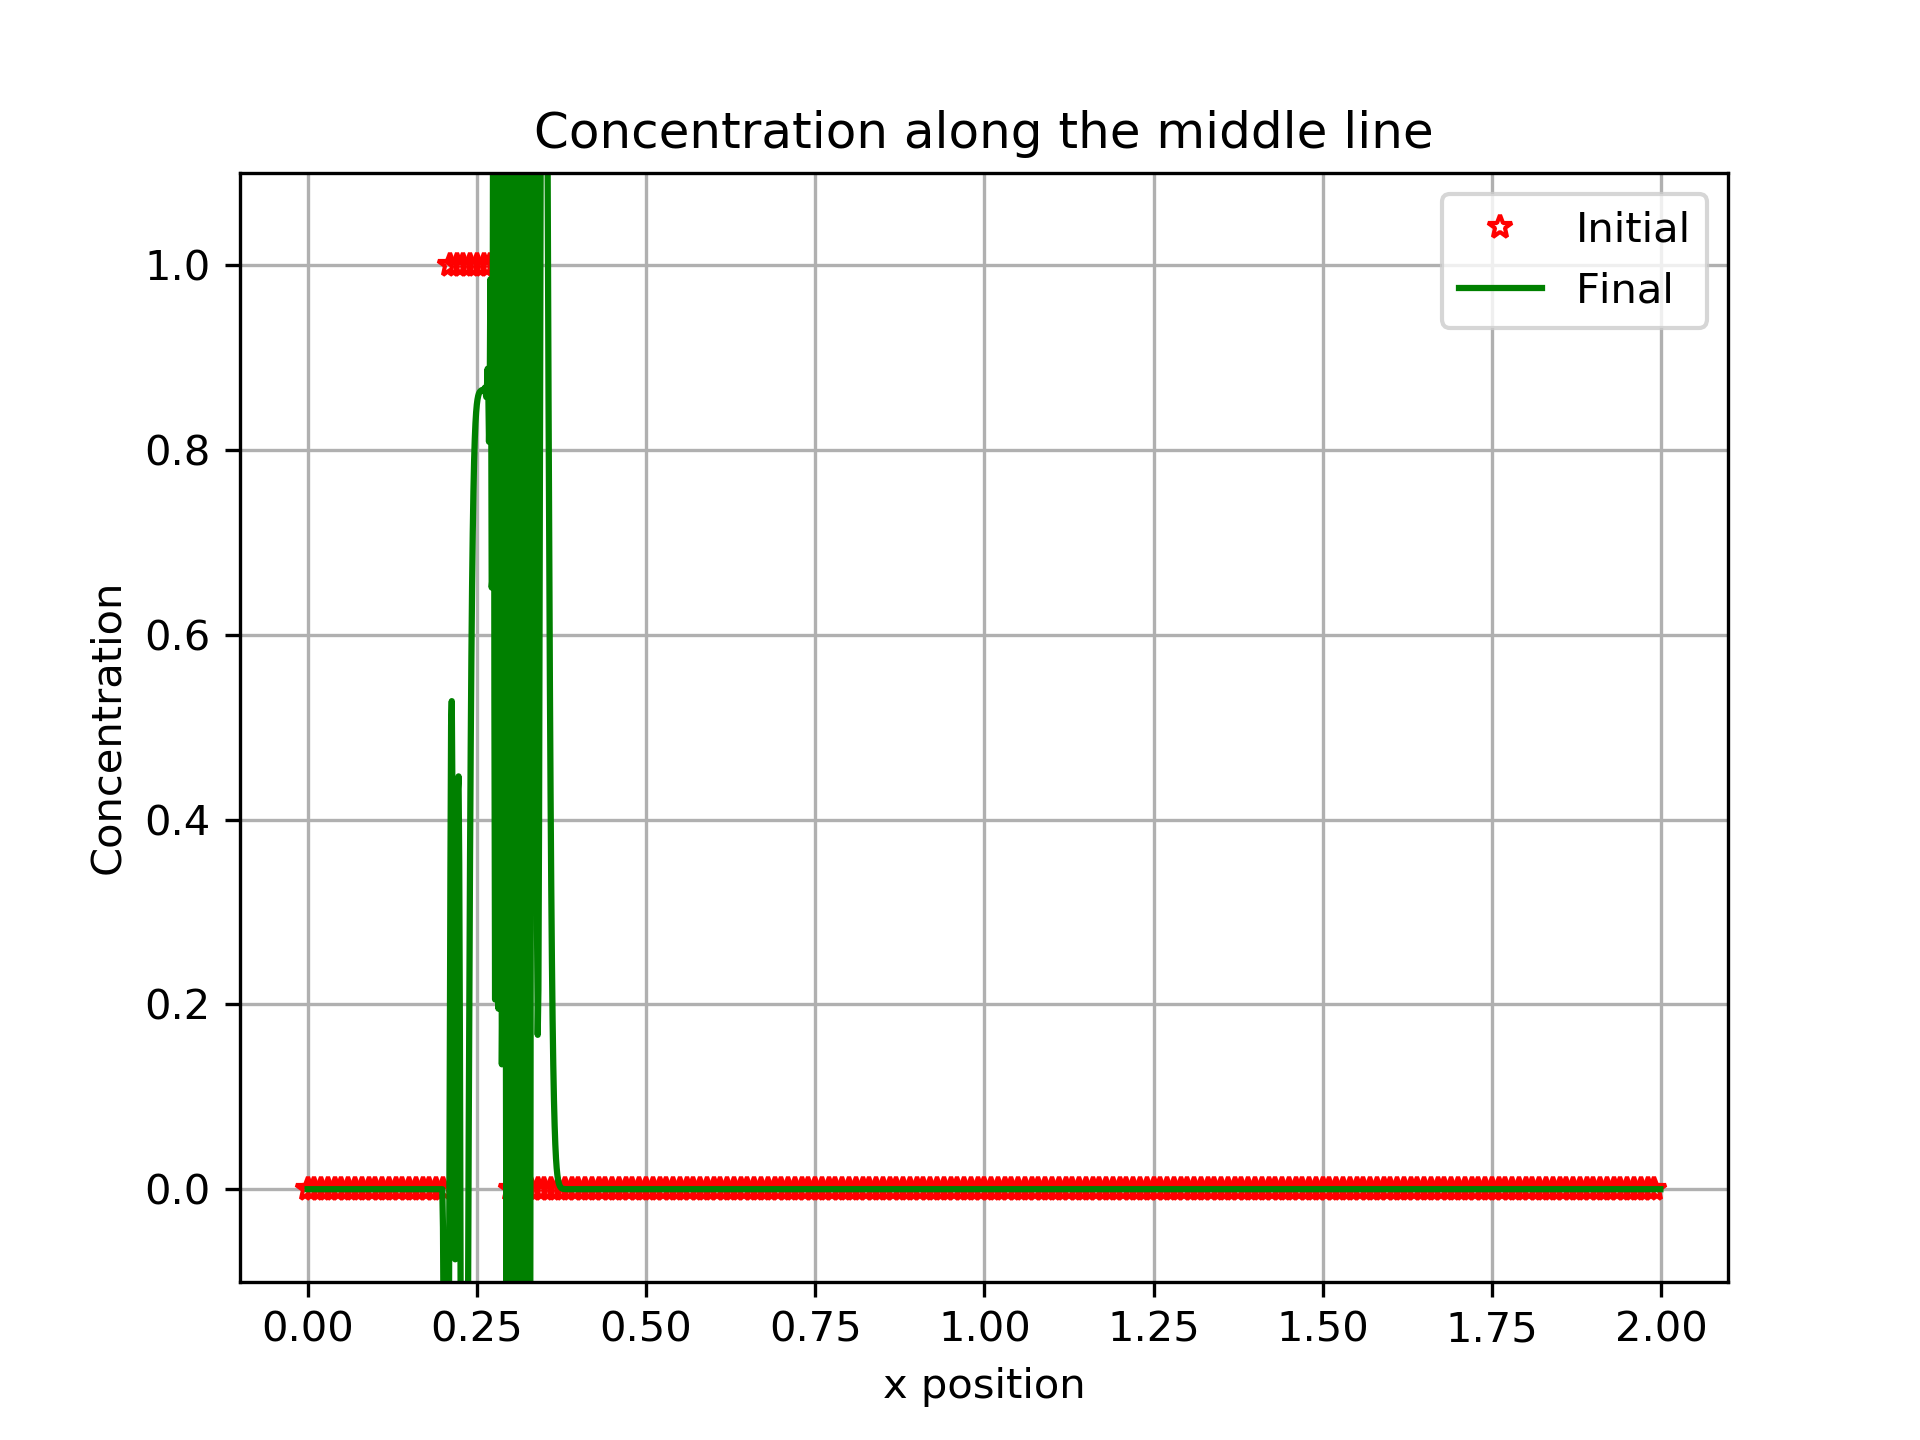 Concentration along the middle line
Initial
Final
1.0
0.8
0.6
0.4
0.2
0.0
Concentration
0.00 0.25 0.50 0.75 1.00 1.25 1.50 1.75 2.00
x position